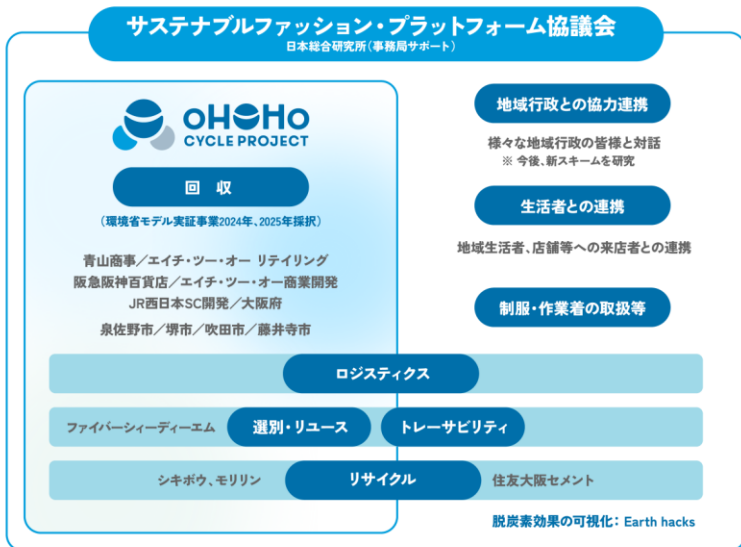 サステナブルファッション・プラットフォーム協議会
日本総合研究所(事務局サポート)
OHOHO
CYCLE PROJECT
回 収
(環境省モデル実証事業2024年、2025年採択)
青山商事/エイチ・ツー・オー リテイリング
阪急阪神百貨店/エイチ・ツー・オー商業開発
JR西日本SC開発/大阪府
泉佐野市/堺市/吹田市/藤井寺市
地域行政との協力連携
様々な地域行政の皆様と対話
※ 今後、新スキームを研究
生活者との連携
地域生活者、店舗等への来店者との連携
制服・作業着の取扱等
ロジスティクス
ファイバーシィーディーエム 選別・リユース トレーサビリティ
シキボウ、モリリン リサイクル 住友大阪セメント
脱炭素効果の可視化: Earth hacks